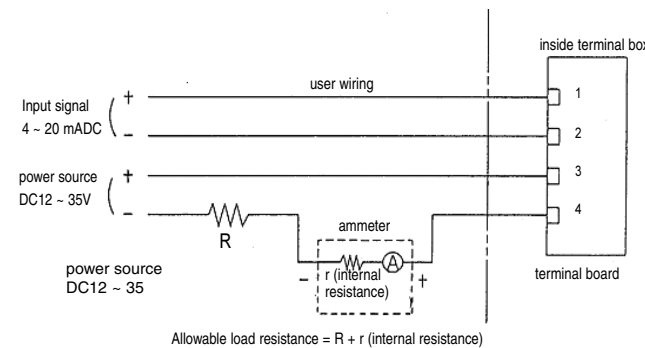 inside terminal box
user wiring
Input signal
4 ~ 20 mADC
+
−
1
2
power source
DC12 ~ 35V
+
−
3
4
R
ammeter
power source
DC12 ~ 35
−
r (internal
resistance)
A
+
terminal board
Allowable load resistance = R + r (internal resistance)